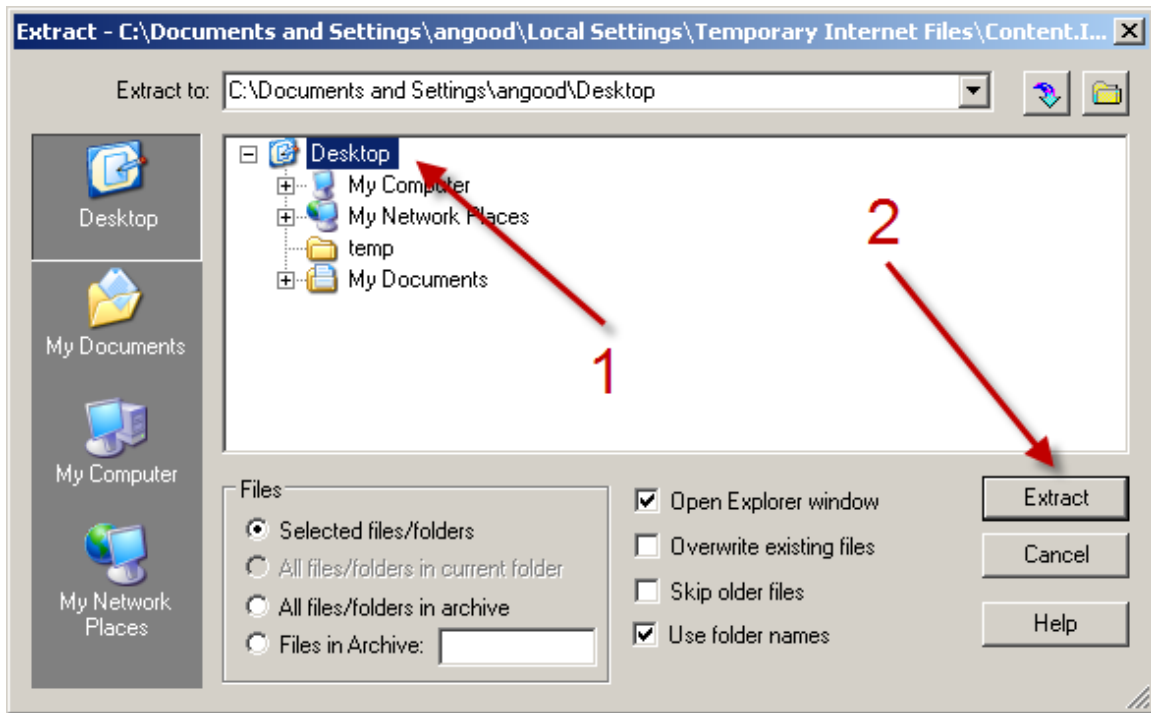 Extract - C:\Documents and Settings\angood\Local Settings\Temporary Internet Files\Content.I...
Extract to: C:\Documents and Settings\angood\Desktop
Desktop
My Documents
My Computer
My Network
Places
Desktop
My Computer
My Network Places
temp
My Documents
1
2
Files
Selected files/folders
All files/folders in current folder
All files/folders in archive
Files in Archive:
Open Explorer window
Overwrite existing files
Skip older files
Use folder names
Extract
Cancel
Help